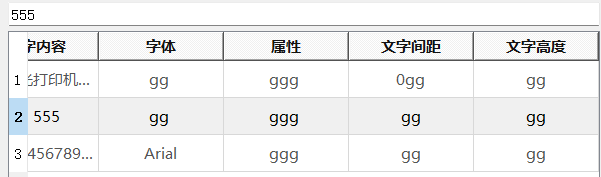 555
字内容 字体 属性 文字间距 文字高度
1 打印机... gg ggg 0gg gg
2 555 gg ggg gg gg
3 456789... Arial ggg gg gg